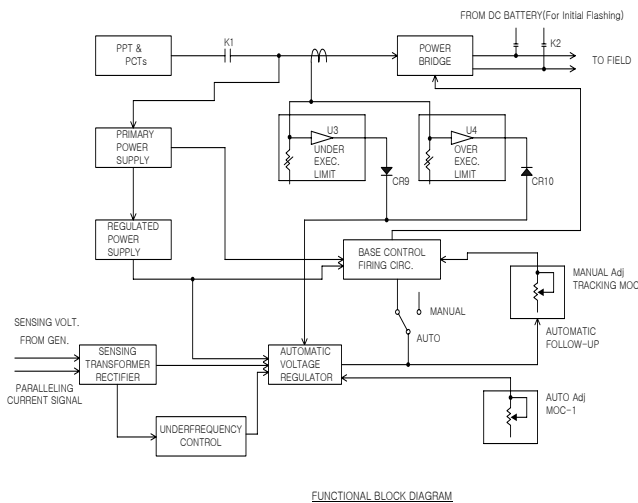 FROM DC BATTERY(For Initial Flashing)
PPT &
PCTs
K1
POWER
BRIDGE
K2
TO FIELD
PRIMARY
POWER
SUPPLY
U3
UNDER
EXEC.
LIMIT
CR9
U4
OVER
EXEC.
LIMIT
CR10
REGULATED
POWER
SUPPLY
BASE CONTROL
FIRING CIRC.
MANUAL Adj
TRACKING MOC
MANUAL
AUTO
AUTOMATIC
FOLLOW-UP
SENSING VOLT.
FROM GEN.
SENSING
TRANSFORMER
RECTIFIER
AUTOMATIC
VOLTAGE
REGULATOR
PARALLELING
CURRENT SIGNAL
UNDERFREQUENCY
CONTROL
AUTO Adj
MOC-1
FUNCTIONAL BLOCK DIAGRAM